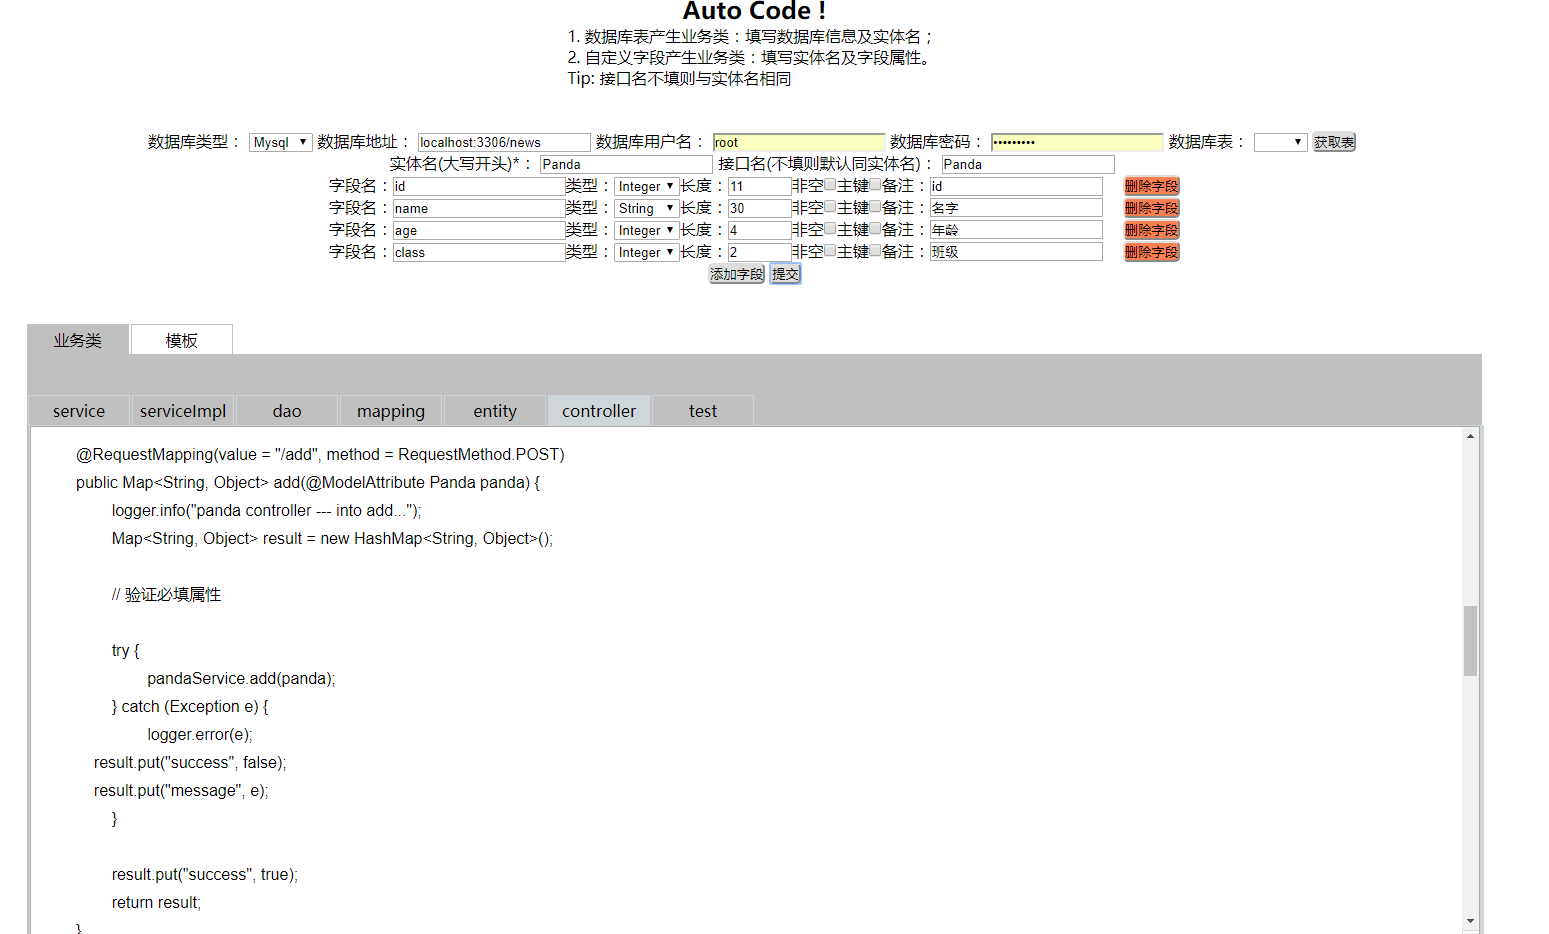 Auto Code !
1. 数据库表产生业务类：填写数据库信息及实体名；
2. 自定义字段产生业务类：填写实体名及字段属性。
Tip: 接口名不填则与实体名相同
数据库类型： Mysql 数据库地址： localhost:3306/news 数据库用户名： root 数据库密码： ••••••••• 数据库表： 获取表
实体名(大写开头)*： Panda 接口名(不填则默认同实体名)： Panda
字段名：id 类型： Integer 长度：11 非空 主键 备注：id 删除字段
字段名：name 类型： String 长度：30 非空 主键 备注：名字 删除字段
字段名：age 类型： Integer 长度：4 非空 主键 备注：年龄 删除字段
字段名：class 类型： Integer 长度：2 非空 主键 备注：班级 删除字段
添加字段 提交
业务类 模板
service serviceImpl dao mapping entity controller test
@RequestMapping(value = "/add", method = RequestMethod.POST)
public Map<String, Object> add(@ModelAttribute Panda panda) {
logger.info("panda controller --- into add...");
Map<String, Object> result = new HashMap<String, Object>();
// 验证必填属性
try {
pandaService.add(panda);
} catch (Exception e) {
logger.error(e);
result.put("success", false);
result.put("message", e);
}
result.put("success", true);
return result;
}